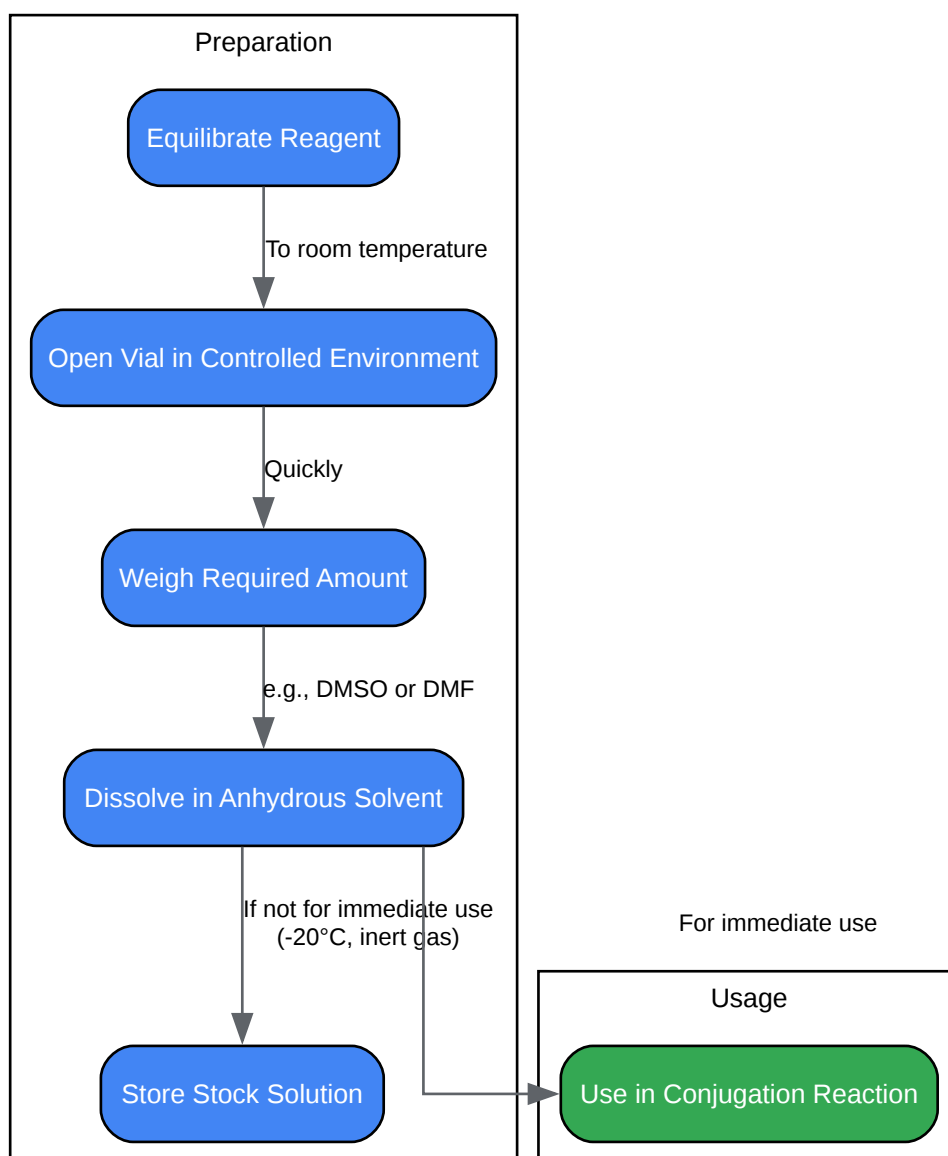 Preparation
Equilibrate Reagent
To room temperature
Open Vial in Controlled Environment
Quickly
Weigh Required Amount
e.g., DMSO or DMF
Dissolve in Anhydrous Solvent
If not for immediate use
(-20°C, inert gas)
For immediate use
Usage
Store Stock Solution
Use in Conjugation Reaction